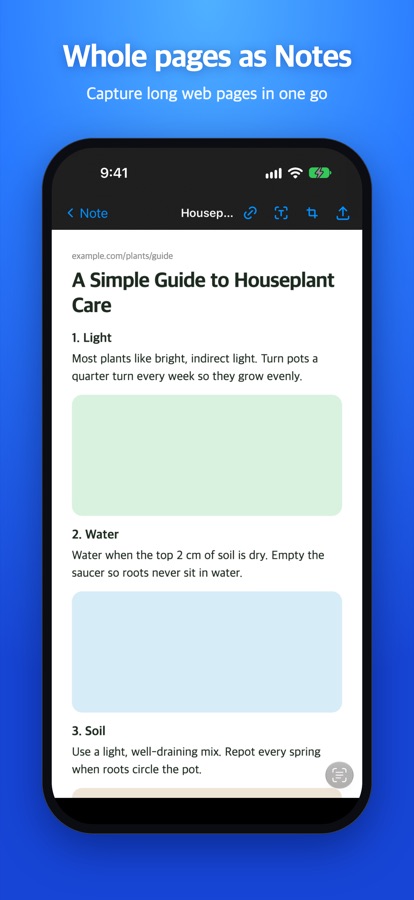 Whole pages as Notes
Capture long web pages in one go
9:41
Note
Housep...
example.com/plants/guide
A Simple Guide to Houseplant
Care
1. Light
Most plants like bright, indirect light. Turn pots a
quarter turn every week so they grow evenly.
2. Water
Water when the top 2 cm of soil is dry. Empty the
saucer so roots never sit in water.
3. Soil
Use a light, well-draining mix. Repot every spring
when roots circle the pot.